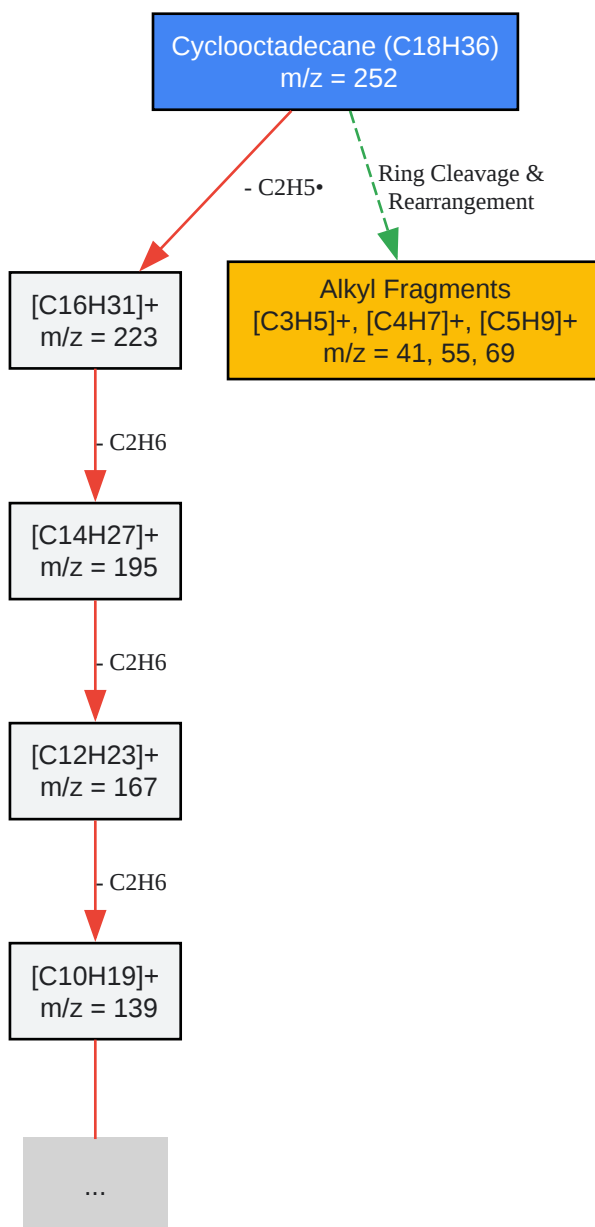 Cyclooctadecane (C18H36)
m/z = 252
- C2H5•
Ring Cleavage &
Rearrangement
[C16H31]+
m/z = 223
Alkyl Fragments
[C3H5]+, [C4H7]+, [C5H9]+
m/z = 41, 55, 69
- C2H6
[C14H27]+
m/z = 195
- C2H6
[C12H23]+
m/z = 167
- C2H6
[C10H19]+
m/z = 139
...